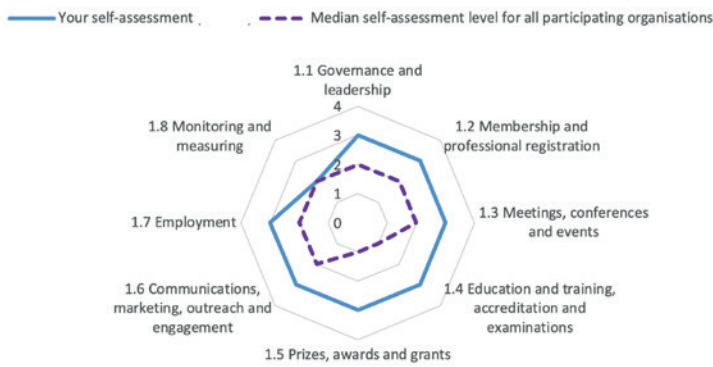 Your self-assessment
Median self-assessment level for all participating organisations
1.1 Governance and
leadership
4
3
2
1
0
1.2 Membership and
professional registration
1.3 Meetings, conferences
and events
1.4 Education and training,
accreditation and
examinations
1.5 Prizes, awards and grants
1.6 Communications,
marketing, outreach and
engagement
1.7 Employment
1.8 Monitoring and
measuring